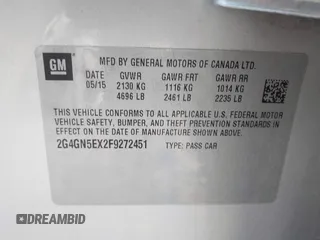 GM
MFD BY GENERAL MOTORS OF CANADA LTD.
DATE GVWR GAWR FRT GAWR RR
05/15 2130 KG 1116 KG 1014 KG
4696 LB 2461 LB 2235 LB
THIS VEHICLE CONFORMS TO ALL APPLICABLE U.S. FEDERAL MOTOR
VEHICLE SAFETY, BUMPER, AND THEFT PREVENTION STANDARDS
IN EFFECT ON THE DATE OF MANUFACTURE SHOWN ABOVE.
2G4GN5EX2F9272451 TYPE: PASS CAR
DREAMBID